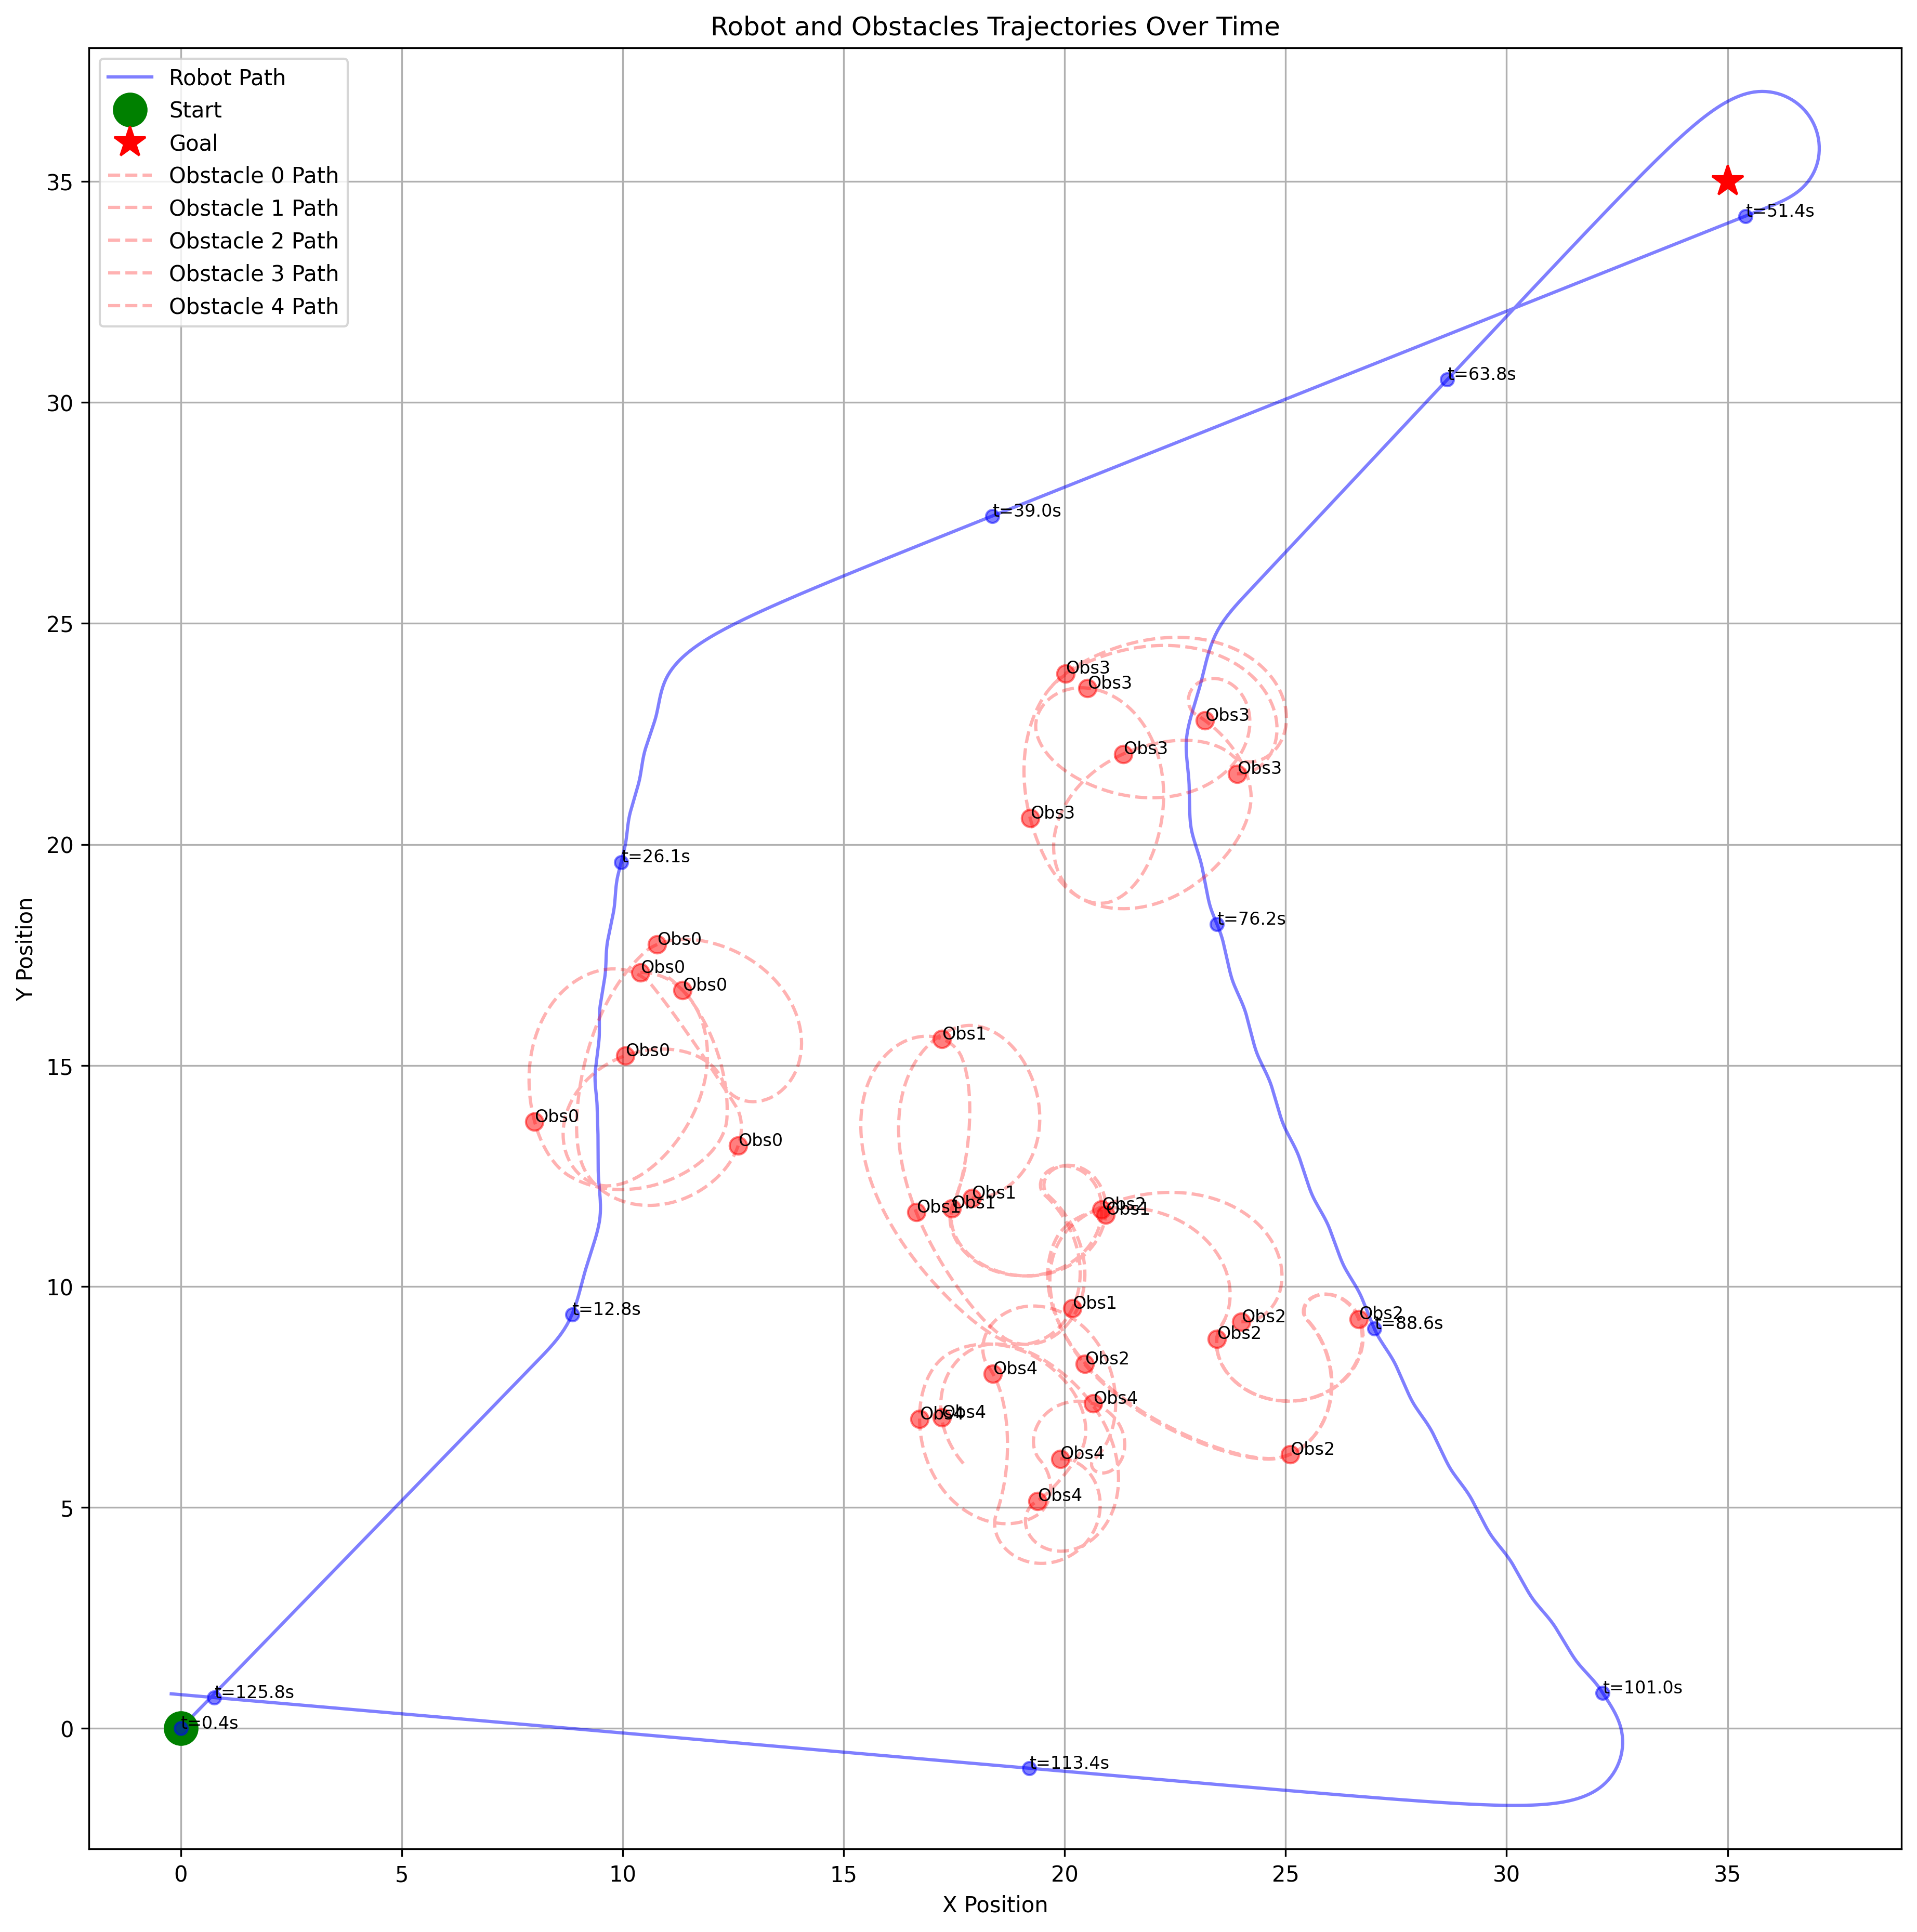 Robot and Obstacles Trajectories Over Time
Robot Path
Start
Goal
Obstacle 0 Path
Obstacle 1 Path
Obstacle 2 Path
Obstacle 3 Path
Obstacle 4 Path
35
30
25
20
15
10
5
0
Y Position
t=51.4s
t=63.8s
t=39.0s
Obs3
Obs3
Obs3
Obs3
Obs3
Obs3
t=26.1s
t=76.2s
Obs0
Obs0
Obs0
Obs0
Obs0
Obs0
Obs1
Obs1
Obs1
Obs1
Obs2
Obs1
Obs1
Obs2
Obs2
Obs2
t=12.8s
t=88.6s
Obs2
Obs4
Obs4
Obs4
Obs4
Obs4
Obs2
Obs4
t=125.8s
t=0.4s
t=101.0s
t=113.4s
0
5
10
15
20
25
30
35
X Position